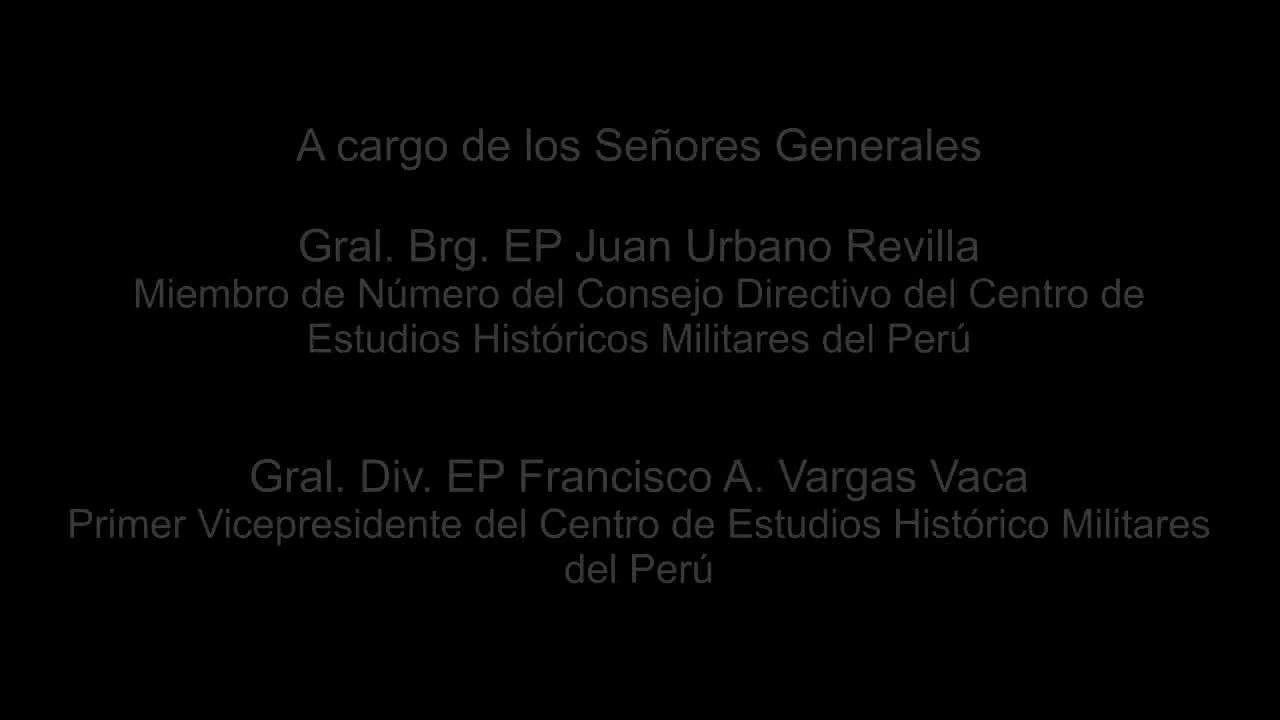 A cargo de los Señores Generales
Gral. Brg. EP Juan Urbano Revilla
Miembro de Número del Consejo Directivo del Centro de
Estudios Históricos Militares del Perú
Gral. Div. EP Francisco A. Vargas Vaca
Primer Vicepresidente del Centro de Estudios Histórico Militares
del Perú